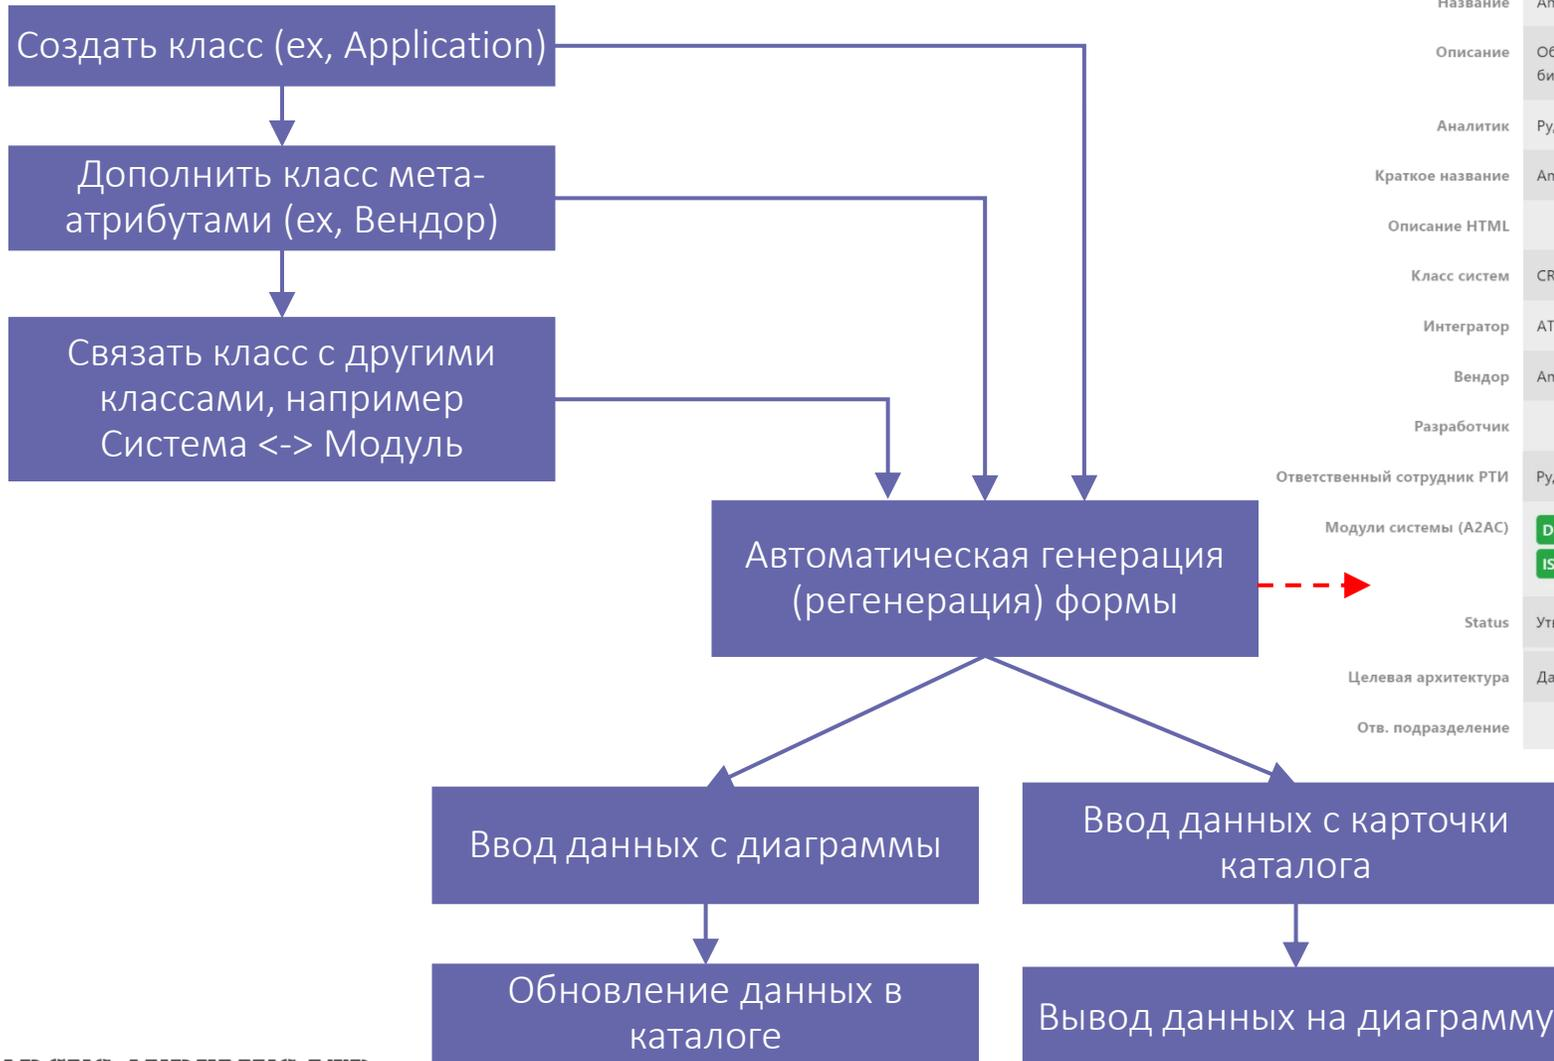 Создать класс (ex, Application)
Дополнить класс мета-
атрибутами (ex, Вендор)
Связать класс с другими
классами, например
Система <-> Модуль
Автоматическая генерация
(регенерация) формы
Ввод данных с диаграммы
Ввод данных с карточки
каталога
Обновление данных в
каталоге
Вывод данных на диаграмму
Название
Описание
Аналитик
Краткое название
Описание HTML
Класс систем
Интегратор
Вендор
Разработчик
Ответственный сотрудник РТИ
Модули системы (A2AC)
Status
Целевая архитектура
Да
Отв. подразделение